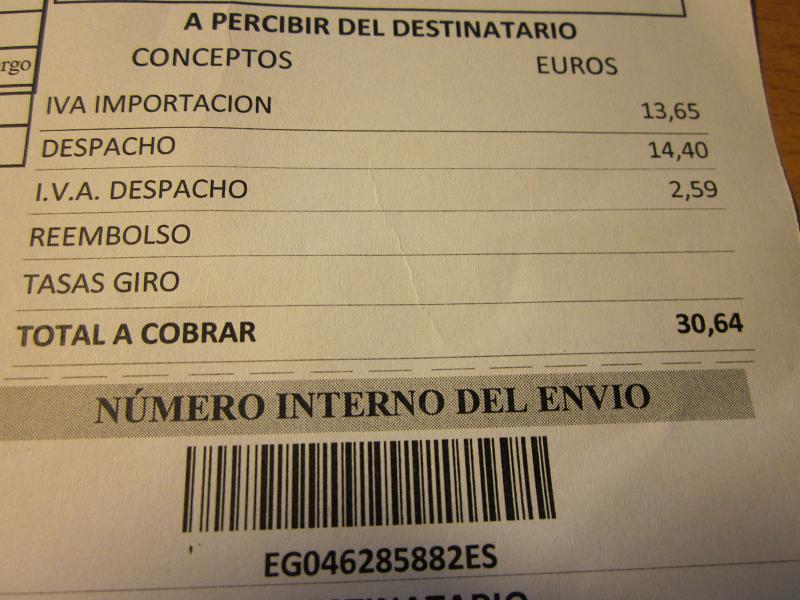 A PERCIBIR DEL DESTINATARIO
CONCEPTOS EUROS
rgo
IVA IMPORTACION 13,65
DESPACHO 14,40
I.V.A. DESPACHO 2,59
REEMBOLSO
TASAS GIRO
TOTAL A COBRAR 30,64
NÚMERO INTERNO DEL ENVIO
EG046285882ES